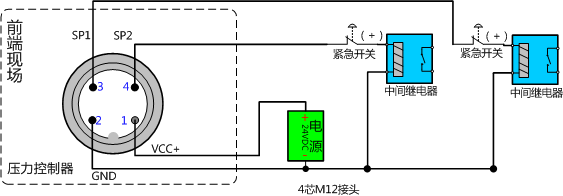 前端现场
SP1
SP2
紧急开关
(+)
中间继电器
紧急开关
(+)
中间继电器
3
4
2
1
VCC+
GND
压力控制器
+
24VDC
电源
4芯M12接头